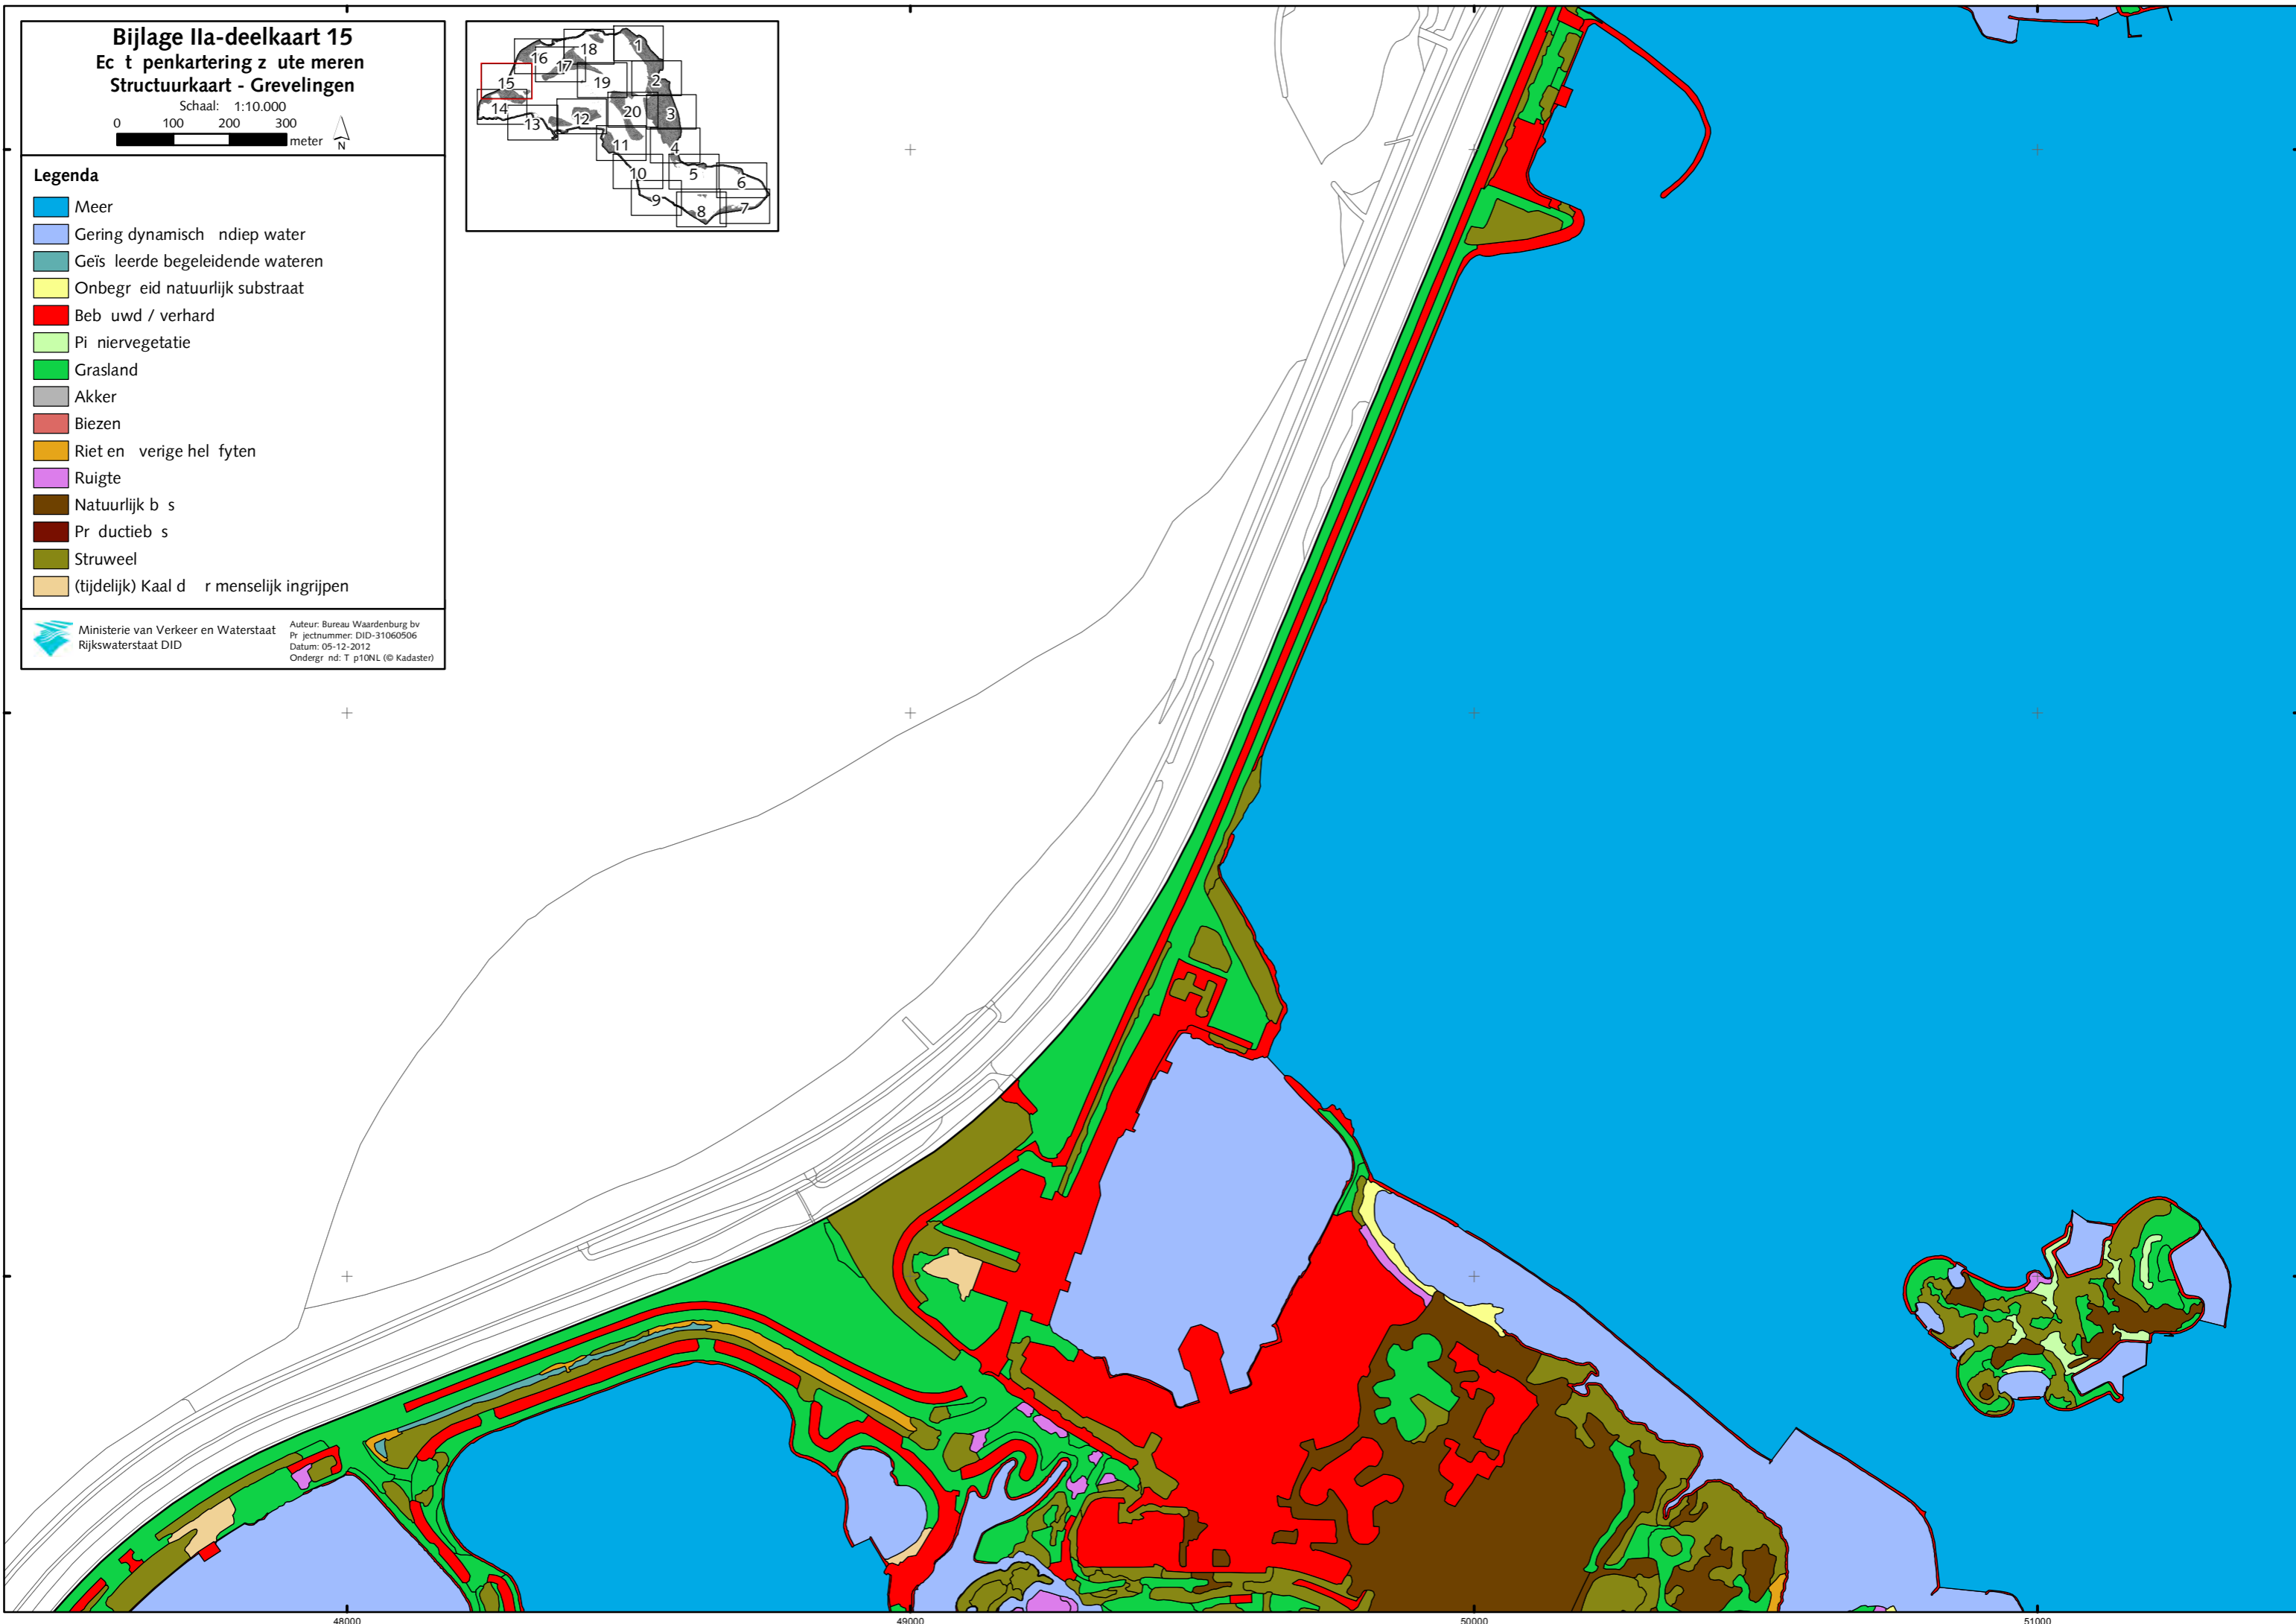 Bijlage IIa-deelkaart 15
Ec t penkartering z ute meren
Structuurkaart - Grevelingen
Schaal: 1:10.000
0 100 200 300
meter
N
Legenda
Meer
Gering dynamisch ndiep water
Geïs leerde begeleidende wateren
Onbegr eid natuurlijk substraat
Beb uwd / verhard
Pi niervegetatie
Grasland
Akker
Biezen
Riet en verige hel fyten
Ruigte
Natuurlijk b s
Pr ductieb s
Struweel
(tijdelijk) Kaal d r menselijk ingrijpen
Ministerie van Verkeer en Waterstaat
Rijkswaterstaat DID
Auteur: Bureau Waardenburg bv
Pr jectnummer: DID-31060506
Datum: 05-12-2012
Ondergr nd: T p10NL (© Kadaster)
18 1
16
17
15 19 2
14 20 3
12
13
11 4
10 5
6
9
8 7
48000 49000 50000 51000